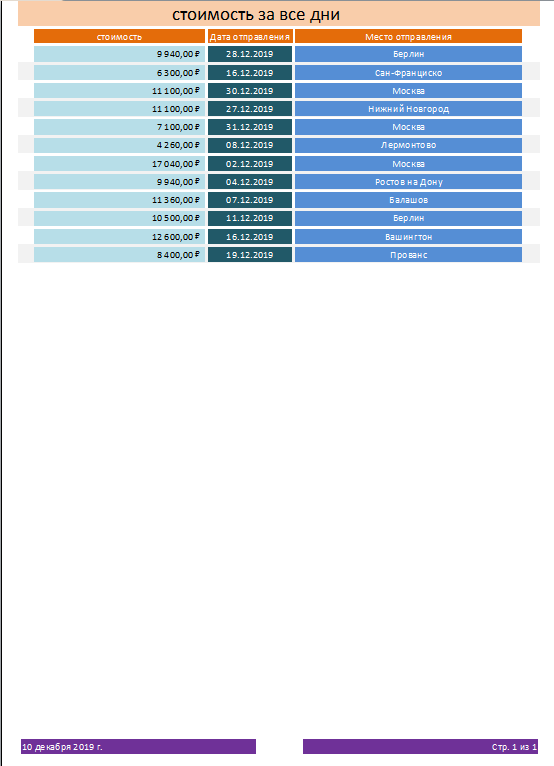 стоимость за все дни
стоимость Дата отправления Место отправления
9 940,00 ₽ 28.12.2019 Берлин
6 300,00 ₽ 16.12.2019 Сан-Франциско
11 100,00 ₽ 30.12.2019 Москва
11 100,00 ₽ 27.12.2019 Нижний Новгород
7 100,00 ₽ 31.12.2019 Москва
4 260,00 ₽ 08.12.2019 Лермонтово
17 040,00 ₽ 02.12.2019 Москва
9 940,00 ₽ 04.12.2019 Ростов на Дону
11 360,00 ₽ 07.12.2019 Балашов
10 500,00 ₽ 11.12.2019 Берлин
12 600,00 ₽ 16.12.2019 Вашингтон
8 400,00 ₽ 19.12.2019 Прованс
10 декабря 2019 г. Стр. 1 из 1